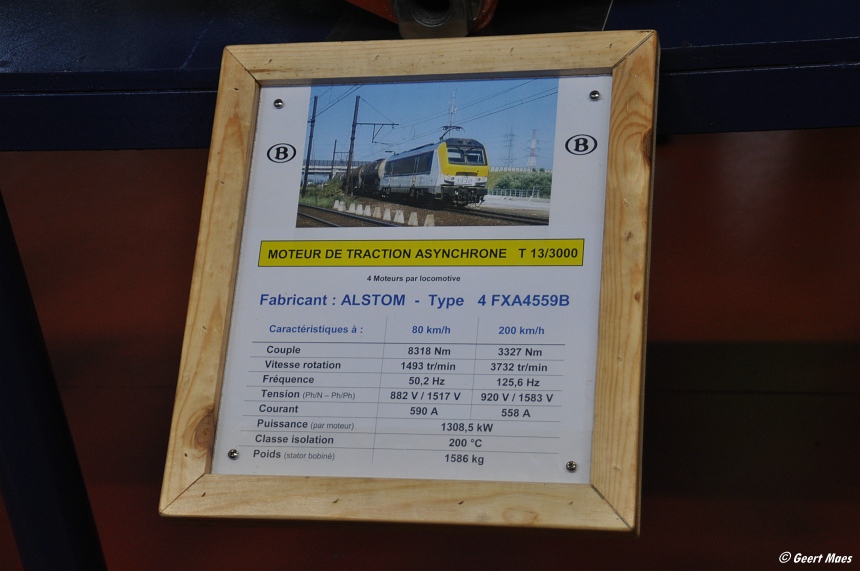 B B
MOTEUR DE TRACTION ASYNCHRONE T 13/3000
4 Moteurs par locomotive
Fabricant : ALSTOM - Type 4 FXA4559B
Caractéristiques à : 80 km/h 200 km/h
Couple 8318 Nm 3327 Nm
Vitesse rotation 1493 tr/min 3732 tr/min
Fréquence 50,2 Hz 125,6 Hz
Tension (Ph/N – Ph/Ph) 882 V / 1517 V 920 V / 1583 V
Courant 590 A 558 A
Puissance (par moteur) 1308,5 kW
Classe isolation 200 °C
Poids (stator bobiné) 1586 kg
© Geert Maes